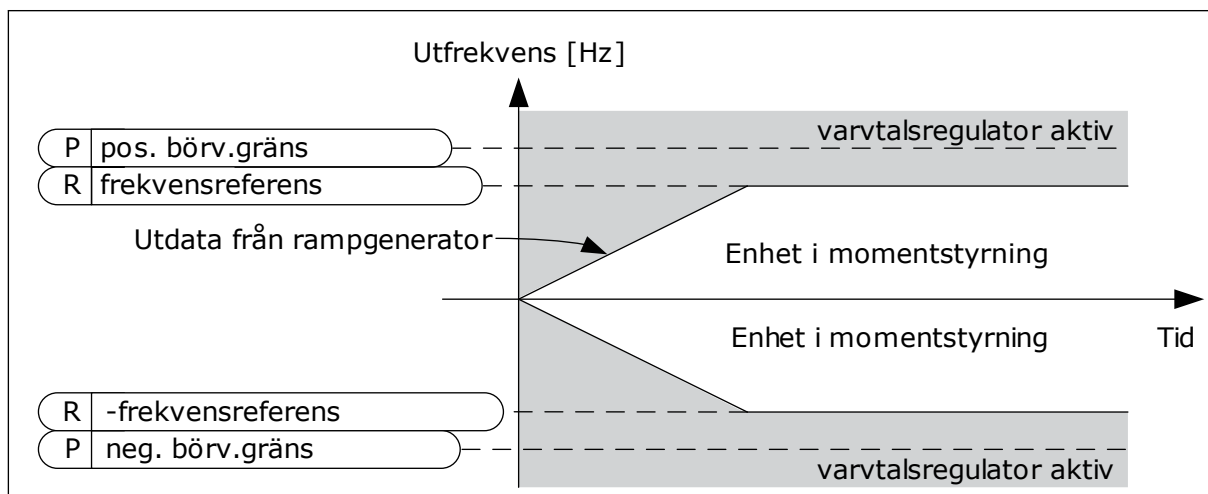 Utfrekvens [Hz]
varvtalsregulator aktiv
P pos. börv.gräns
R frekvensreferens
Utdata från rampgenerator
Enhet i momentstyrning
Enhet i momentstyrning
Tid
R -frekvensreferens
P neg. börv.gräns
varvtalsregulator aktiv